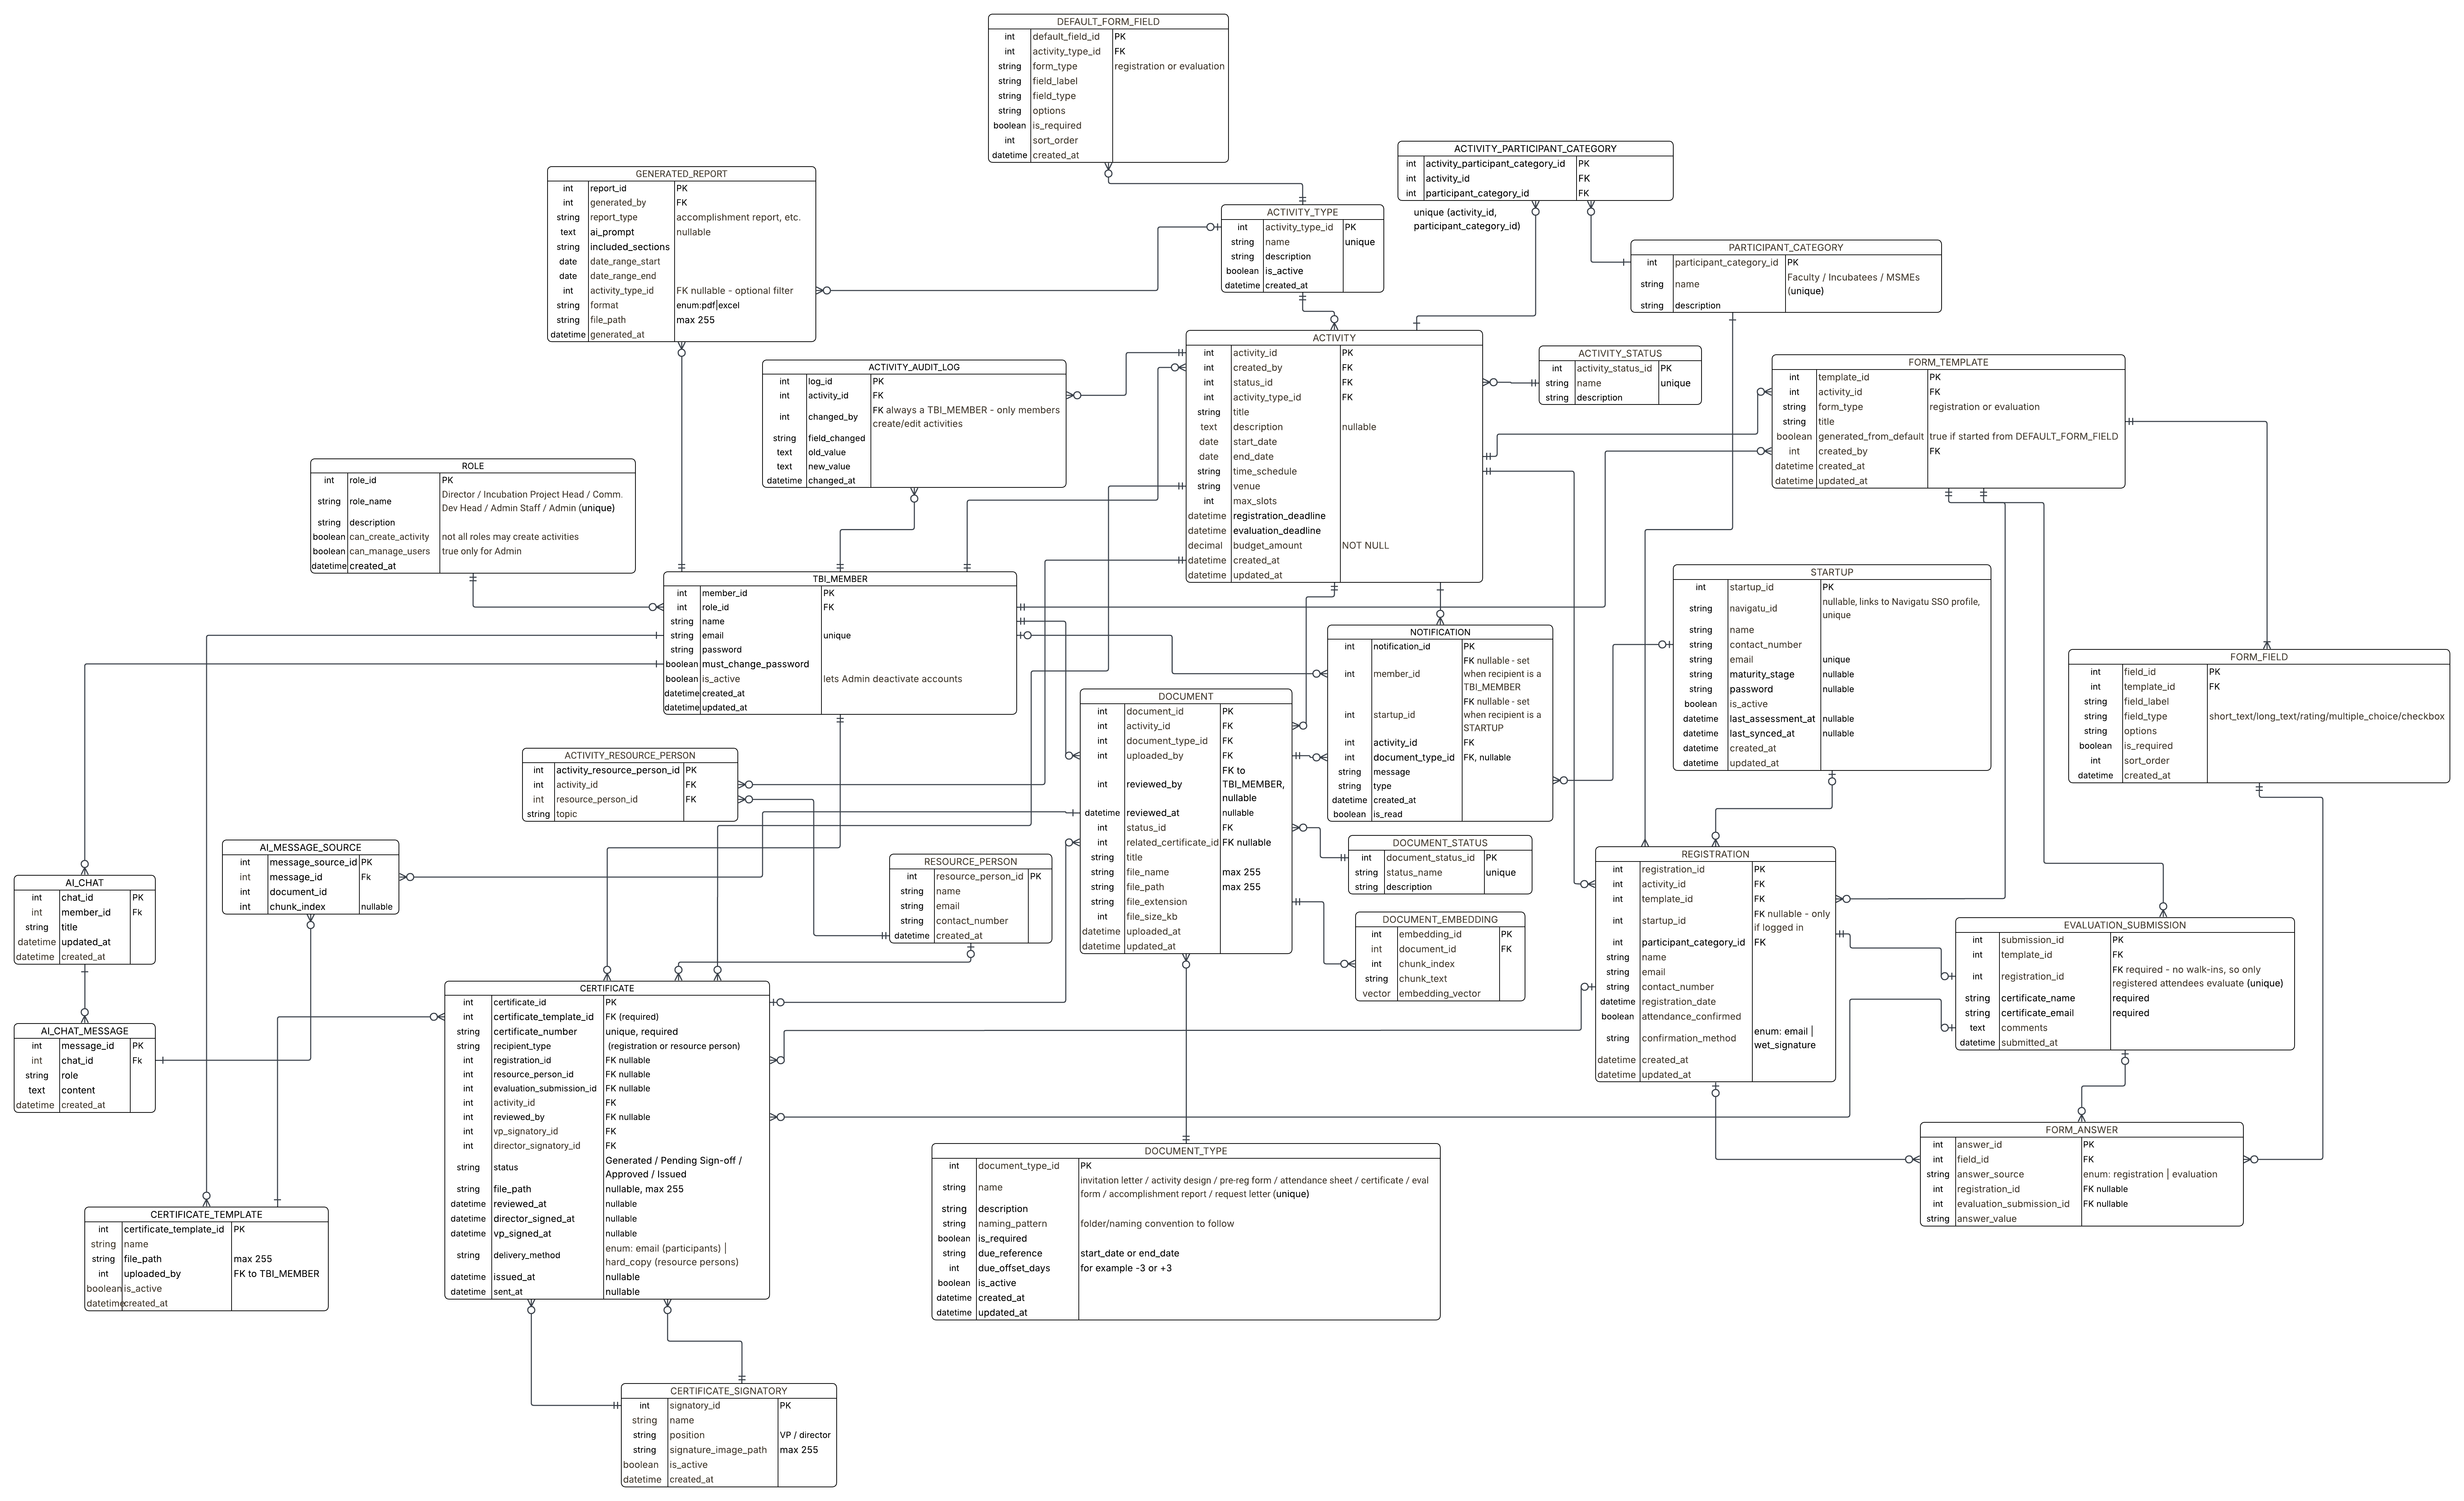 DEFAULT_FORM_FIELD
int default_field_id PK
int activity_type_id FK
string form_type registration or evaluation
string field_label
string field_type
string options
boolean is_required
int sort_order
datetime created_at
ACTIVITY_PARTICIPANT_CATEGORY
int activity_participant_category_id PK
int activity_id FK
int participant_category_id FK
unique (activity_id,
participant_category_id)
GENERATED_REPORT
int report_id PK
int generated_by FK
string report_type accomplishment report, etc.
text ai_prompt nullable
string included_sections
date date_range_start
date date_range_end
int activity_type_id FK nullable - optional filter
string format enum:pdf|excel
string file_path max 255
datetime generated_at
ACTIVITY_TYPE
int activity_type_id PK
string name unique
string description
boolean is_active
datetime created_at
PARTICIPANT_CATEGORY
int participant_category_id PK
string name Faculty / Incubatees / MSMEs
(unique)
string description
ACTIVITY
int activity_id PK
int created_by FK
int status_id FK
int activity_type_id FK
string title
text description nullable
date start_date
date end_date
string time_schedule
string venue
int max_slots
datetime registration_deadline
datetime evaluation_deadline
decimal budget_amount NOT NULL
datetime created_at
datetime updated_at
ACTIVITY_STATUS
int activity_status_id PK
string name unique
string description
FORM_TEMPLATE
int template_id PK
int activity_id FK
string form_type registration or evaluation
string title
boolean generated_from_default true if started from DEFAULT_FORM_FIELD
int created_by FK
datetime created_at
datetime updated_at
ACTIVITY_AUDIT_LOG
int log_id PK
int activity_id FK
int changed_by FK always a TBI_MEMBER - only members
create/edit activities
string field_changed
text old_value
text new_value
datetime changed_at
ROLE
int role_id PK
string role_name Director / Incubation Project Head / Comm.
Dev Head / Admin Staff / Admin (unique)
string description
boolean can_create_activity not all roles may create activities
boolean can_manage_users true only for Admin
datetime created_at
TBI_MEMBER
int member_id PK
int role_id FK
string name
string email unique
string password
boolean must_change_password
boolean is_active lets Admin deactivate accounts
datetime created_at
datetime updated_at
STARTUP
int startup_id PK
string navigatu_id nullable, links to Navigatu SSO profile,
unique
string name
string contact_number
string email unique
string maturity_stage nullable
string password nullable
boolean is_active
datetime last_assessment_at nullable
datetime last_synced_at nullable
datetime created_at
datetime updated_at
NOTIFICATION
int notification_id PK
int member_id FK nullable - set
when recipient is a
TBI_MEMBER
int startup_id FK nullable - set
when recipient is a
STARTUP
int activity_id FK
int document_type_id FK, nullable
string message
string type
datetime created_at
boolean is_read
FORM_FIELD
int field_id PK
int template_id FK
string field_label
string field_type short_text/long_text/rating/multiple_choice/checkbox
string options
boolean is_required
int sort_order
datetime created_at
DOCUMENT
int document_id PK
int activity_id FK
int document_type_id FK
int uploaded_by FK
int reviewed_by FK to
TBI_MEMBER,
nullable
datetime reviewed_at nullable
int status_id FK
int related_certificate_id FK nullable
string title
string file_name max 255
string file_path max 255
string file_extension
int file_size_kb
datetime uploaded_at
datetime updated_at
ACTIVITY_RESOURCE_PERSON
int activity_resource_person_id PK
int activity_id FK
int resource_person_id FK
string topic
AI_MESSAGE_SOURCE
int message_source_id PK
int message_id Fk
int document_id
int chunk_index nullable
RESOURCE_PERSON
int resource_person_id PK
string name
string email
string contact_number
datetime created_at
DOCUMENT_STATUS
int document_status_id PK
string status_name unique
string description
DOCUMENT_EMBEDDING
int embedding_id PK
int document_id FK
int chunk_index
string chunk_text
vector embedding_vector
REGISTRATION
int registration_id PK
int activity_id FK
int template_id FK
int startup_id FK nullable - only
if logged in
int participant_category_id FK
string name
string email
string contact_number
datetime registration_date
boolean attendance_confirmed
string confirmation_method enum: email |
wet_signature
datetime created_at
datetime updated_at
AI_CHAT
int chat_id PK
int member_id Fk
string title
datetime updated_at
datetime created_at
EVALUATION_SUBMISSION
int submission_id PK
int template_id FK
int registration_id FK required - no walk-ins, so only
registered attendees evaluate (unique)
string certificate_name required
string certificate_email required
text comments
datetime submitted_at
AI_CHAT_MESSAGE
int message_id PK
int chat_id Fk
string role
text content
datetime created_at
CERTIFICATE
int certificate_id PK
int certificate_template_id FK (required)
string certificate_number unique, required
string recipient_type (registration or resource person)
int registration_id FK nullable
int resource_person_id FK nullable
int evaluation_submission_id FK nullable
int activity_id FK
int reviewed_by FK nullable
int vp_signatory_id FK
int director_signatory_id FK
string status Generated / Pending Sign-off /
Approved / Issued
string file_path nullable, max 255
datetime reviewed_at nullable
datetime director_signed_at nullable
datetime vp_signed_at nullable
string delivery_method enum: email (participants) |
hard_copy (resource persons)
datetime issued_at nullable
datetime sent_at nullable
FORM_ANSWER
int answer_id PK
int field_id FK
string answer_source enum: registration | evaluation
int registration_id FK nullable
int evaluation_submission_id FK nullable
string answer_value
DOCUMENT_TYPE
int document_type_id PK
string name invitation letter / activity design / pre-reg form / attendance sheet / certificate / eval
form / accomplishment report / request letter (unique)
string description
string naming_pattern folder/naming convention to follow
boolean is_required
string due_reference start_date or end_date
int due_offset_days for example -3 or +3
boolean is_active
datetime created_at
datetime updated_at
CERTIFICATE_TEMPLATE
int certificate_template_id PK
string name
string file_path max 255
int uploaded_by FK to TBI_MEMBER
boolean is_active
datetime created_at
CERTIFICATE_SIGNATORY
int signatory_id PK
string name
string position VP / director
string signature_image_path max 255
boolean is_active
datetime created_at